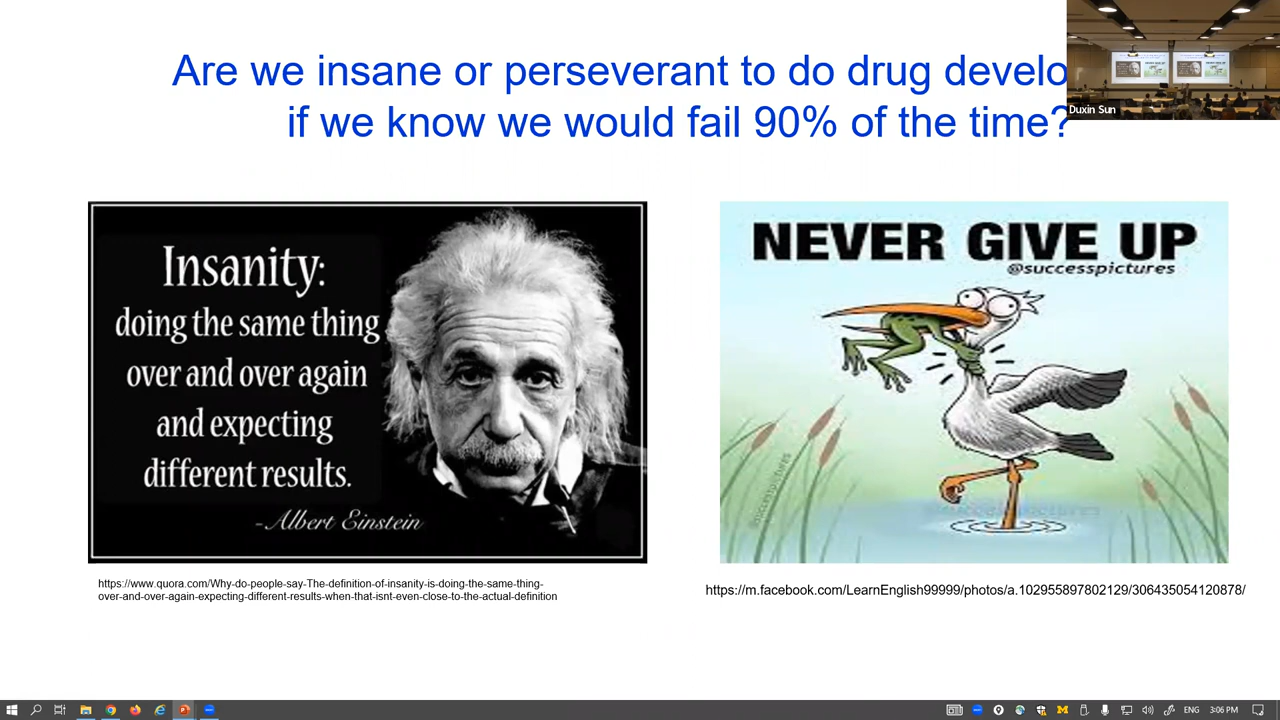 Are we insane or perseverant to do drug develo
if we know we would fail 90% of the time?
Duxin Sun
Insanity:
doing the same thing
over and over again
and expecting
different results.
-Albert Einstein
NEVER GIVE UP
@successpictures
https://www.quora.com/Why-do-people-say-The-definition-of-insanity-is-doing-the-same-thing-
over-and-over-again-expecting-different-results-when-that-isnt-even-close-to-the-actual-definition
https://m.facebook.com/LearnEnglish99999/photos/a.102955897802129/306435054120878/
ENG
3:06 PM